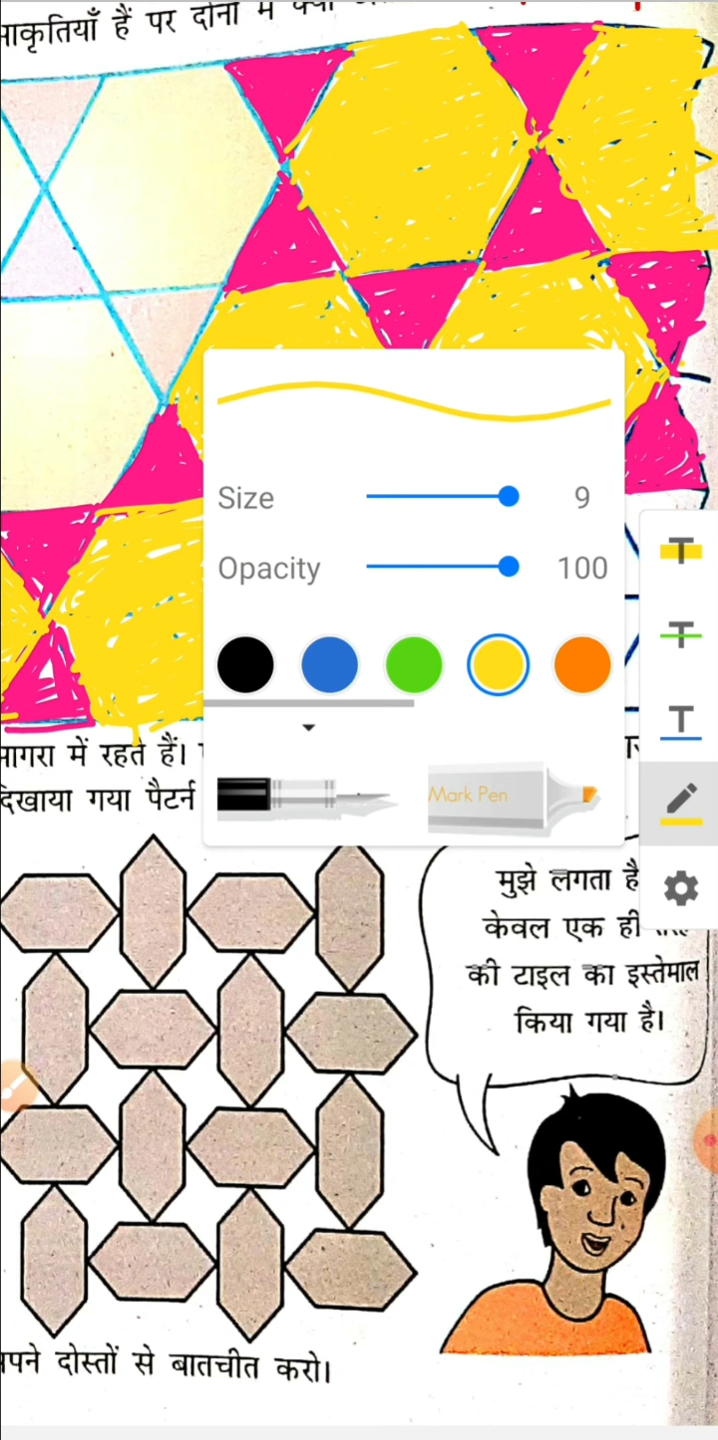 आकृतियाँ हैं पर दोनों में क्या
Size 9
Opacity 100
Mark Pen
T
T
T
आगरा में रहते हैं।
दिखाया गया पैटर्न
मुझे लगता है
केवल एक ही
की टाइल का इस्तेमाल
किया गया है।
अपने दोस्तों से बातचीत करो।